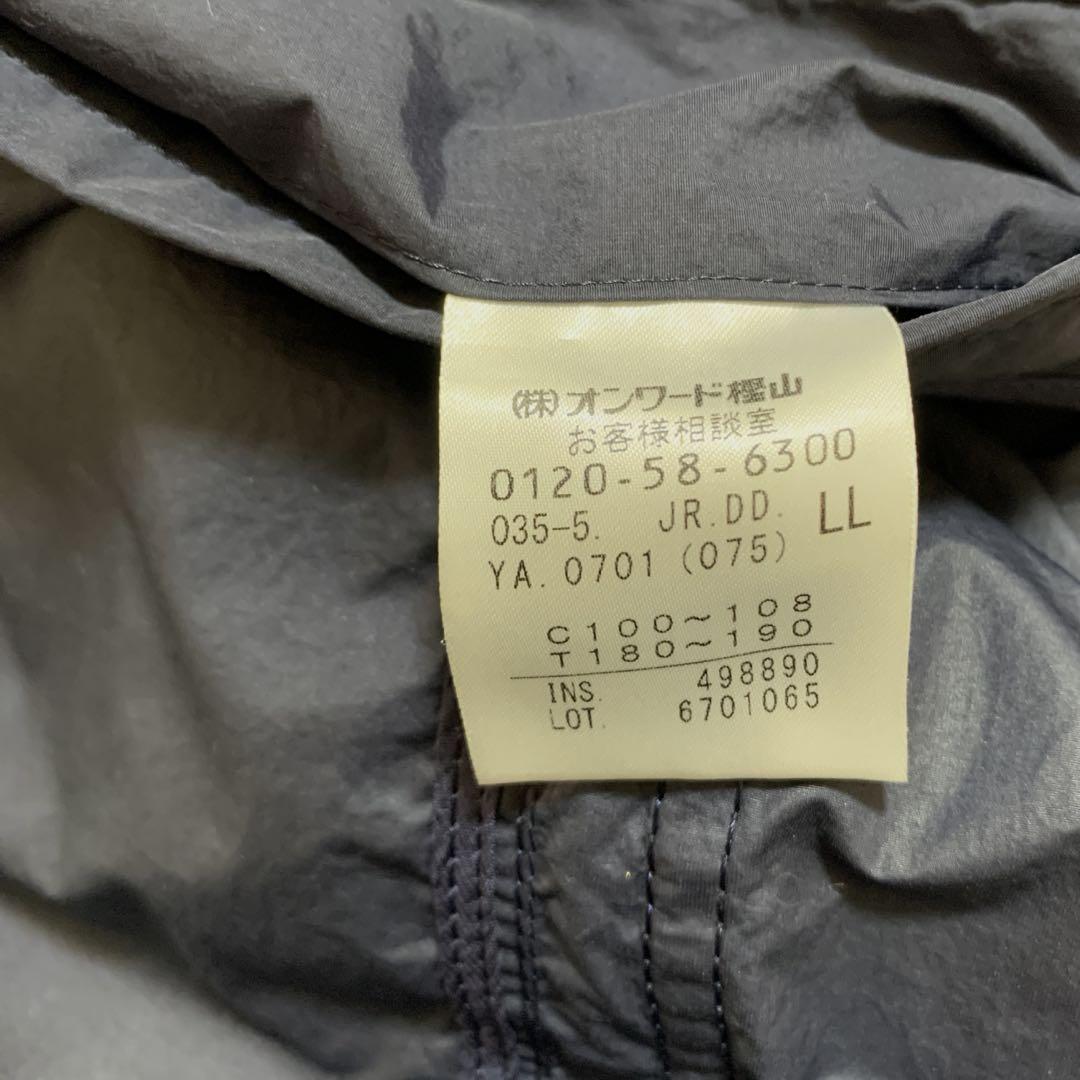 (株)オンワード樫山
お客様相談室
0120-58-6300
035-5. JR.DD. LL
YA.0701(075)
C100~108
T180~190
INS. 498890
LOT. 6701065